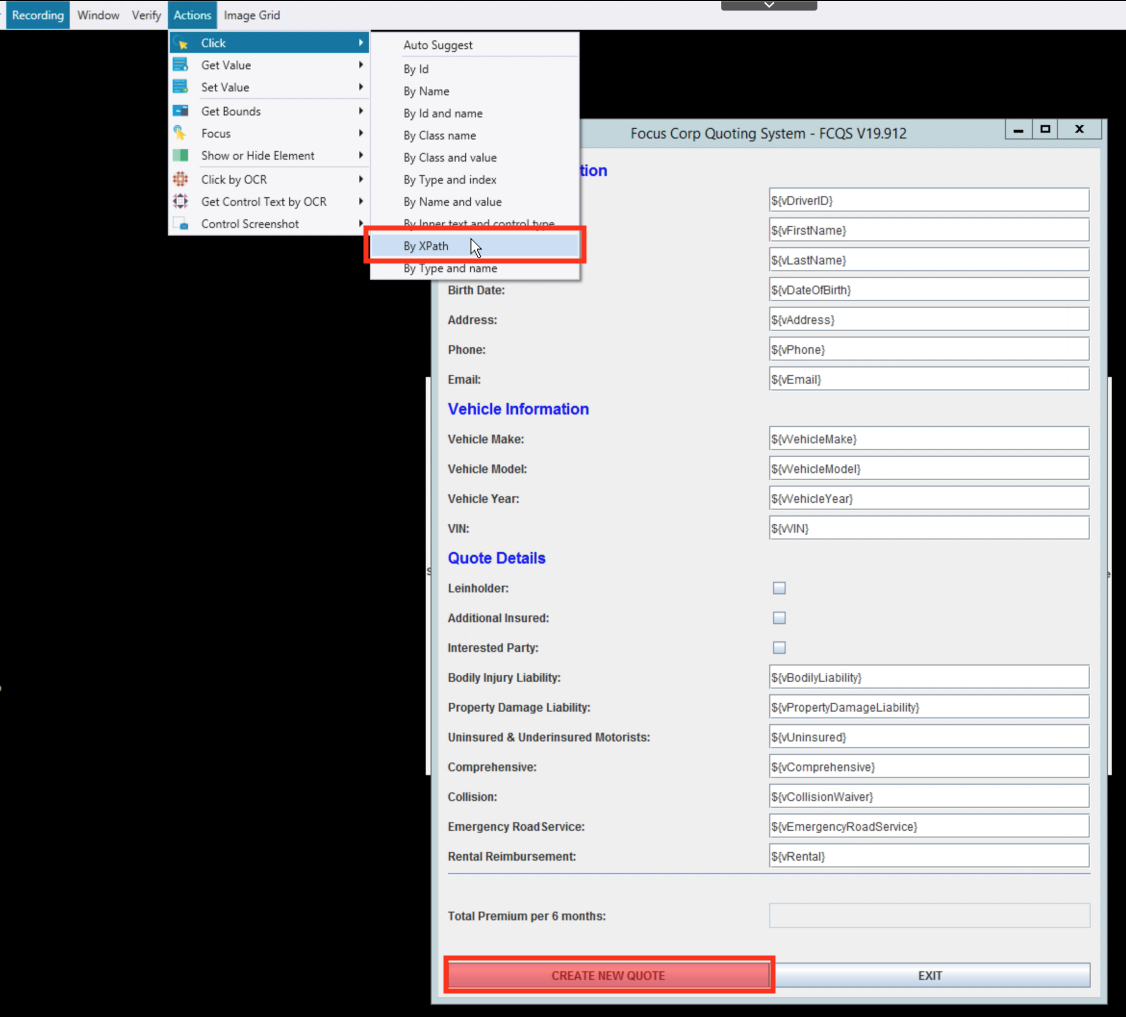 Recording Window Verify Actions Image Grid
Click
Get Value
Set Value
Get Bounds
Focus
Show or Hide Element
Click by OCR
Get Control Text by OCR
Control Screenshot
Auto Suggest
By Id
By Name
By Id and name
By Class name
By Class and value
By Type and index
By Name and value
By Inner text and control type
By XPath
By Type and name
Focus Corp Quoting System - FCQS V19.912
tion
${vDriverID}
${vFirstName}
${vLastName}
Birth Date: ${vDateOfBirth}
Address: ${vAddress}
Phone: ${vPhone}
Email: ${vEmail}
Vehicle Information
Vehicle Make: ${vVehicleMake}
Vehicle Model: ${vVehicleModel}
Vehicle Year: ${vVehicleYear}
VIN: ${vVIN}
Quote Details
Leinholder:
Additional Insured:
Interested Party:
Bodily Injury Liability: ${vBodilyLiability}
Property Damage Liability: ${vPropertyDamageLiability}
Uninsured & Underinsured Motorists: ${vUninsured}
Comprehensive: ${vComprehensive}
Collision: ${vCollisionWaiver}
Emergency Road Service: ${vEmergencyRoadService}
Rental Reimbursement: ${vRental}
Total Premium per 6 months:
CREATE NEW QUOTE EXIT